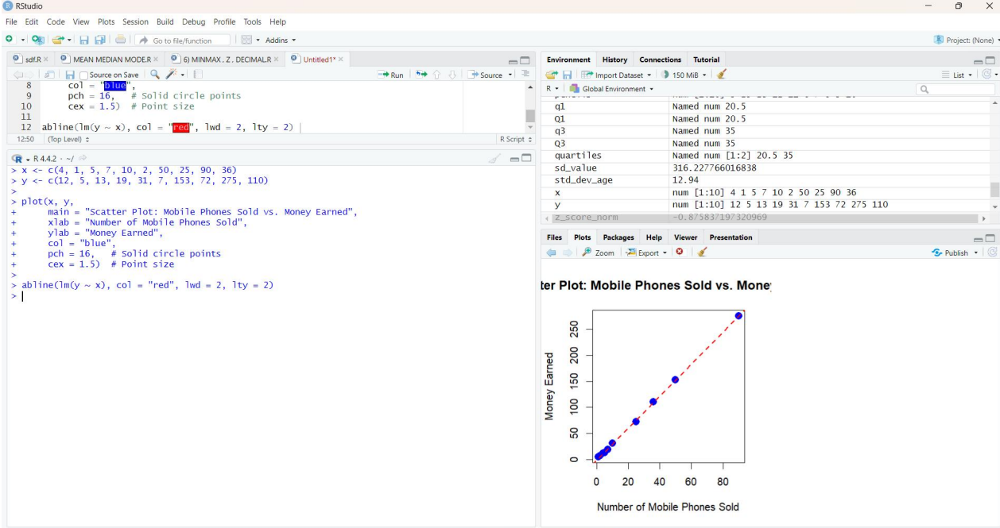 RStudio
File Edit Code View Plots Session Build Debug Profile Tools Help
Go to file/function Addins Project: (None)
sdf.R MEAN MEDIAN MODE.R 6) MINMAX , Z , DECIMAL.R Untitled1*
Source on Save Run Source
8 col = "blue",
9 pch = 16, # Solid circle points
10 cex = 1.5) # Point size
11
12 abline(lm(y ~ x), col = "red", lwd = 2, lty = 2)
12:50 (Top Level) R Script
R 4.4.2 · ~/
> x <- c(4, 1, 5, 7, 10, 2, 50, 25, 90, 36)
> y <- c(12, 5, 13, 19, 31, 7, 153, 72, 275, 110)
>
> plot(x, y,
+ main = "Scatter Plot: Mobile Phones Sold vs. Money Earned",
+ xlab = "Number of Mobile Phones Sold",
+ ylab = "Money Earned",
+ col = "blue",
+ pch = 16, # Solid circle points
+ cex = 1.5) # Point size
>
> abline(lm(y ~ x), col = "red", lwd = 2, lty = 2)
>
Environment History Connections Tutorial
Import Dataset 150 MiB List
R Global Environment
q1 Named num 20.5
Q1 Named num 20.5
q3 Named num 35
Q3 Named num 35
quartiles Named num [1:2] 20.5 35
sd_value 316.227766016838
std_dev_age 12.94
x num [1:10] 4 1 5 7 10 2 50 25 90 36
y num [1:10] 12 5 13 19 31 7 153 72 275 110
z_score_norm -0.875837197320969
Files Plots Packages Help Viewer Presentation
Zoom Export Publish
ter Plot: Mobile Phones Sold vs. Mone
Money Earned
250
200
150
100
50
0
0 20 40 60 80
Number of Mobile Phones Sold